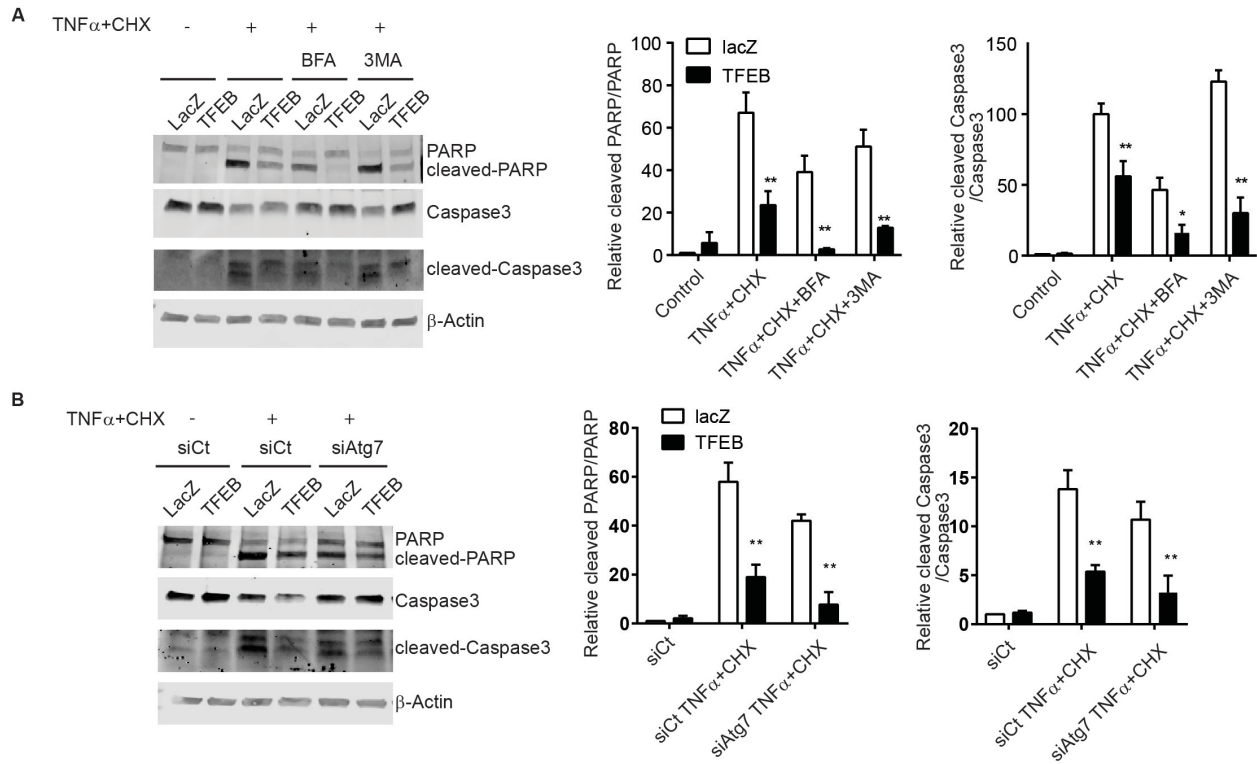 A
TNFα+CHX - + + +
BFA 3MA
LacZ TFEB LacZ TFEB LacZ TFEB LacZ TFEB
PARP
cleaved-PARP
Caspase3
cleaved-Caspase3
β-Actin
Relative cleaved PARP/PARP
100
80
60
40
20
0
lacZ
TFEB
Control
TNFα+CHX
TNFα+CHX+BFA
TNFα+CHX+3MA
** ** **
Relative cleaved Caspase3
/Caspase3
150
100
50
0
Control
TNFα+CHX
TNFα+CHX+BFA
TNFα+CHX+3MA
** * **
B
TNFα+CHX - + +
siCt siCt siAtg7
LacZ TFEB LacZ TFEB LacZ TFEB
PARP
cleaved-PARP
Caspase3
cleaved-Caspase3
β-Actin
Relative cleaved PARP/PARP
80
60
40
20
0
lacZ
TFEB
siCt
siCt TNFα+CHX
siAtg7 TNFα+CHX
** **
Relative cleaved Caspase3
/Caspase3
20
15
10
5
0
siCt
siCt TNFα+CHX
siAtg7 TNFα+CHX
** **